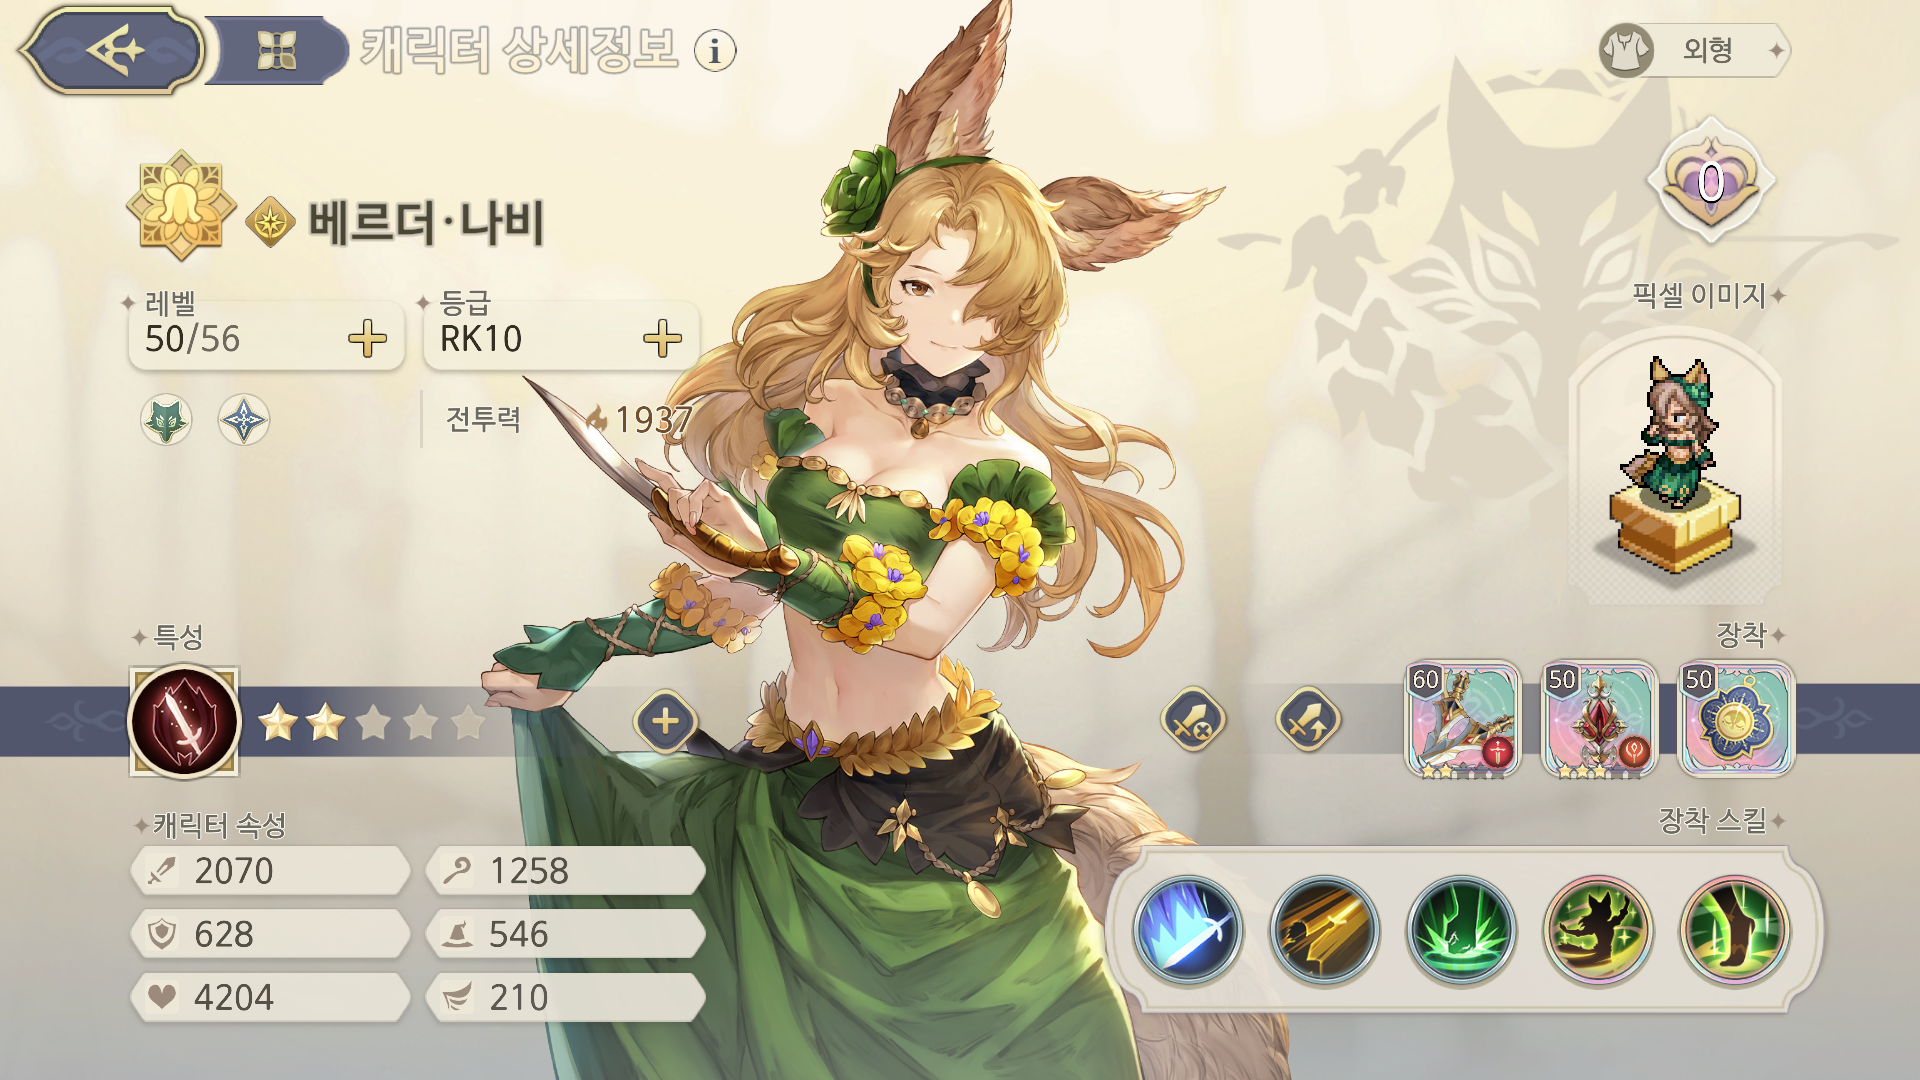 캐릭터 상세정보 i
외형
베르더·나비
0
레벨
50/56
등급
RK10
픽셀 이미지
전투력 1937
특성
장착
60
50
50
캐릭터 속성
장착 스킬
2070
1258
628
546
4204
210